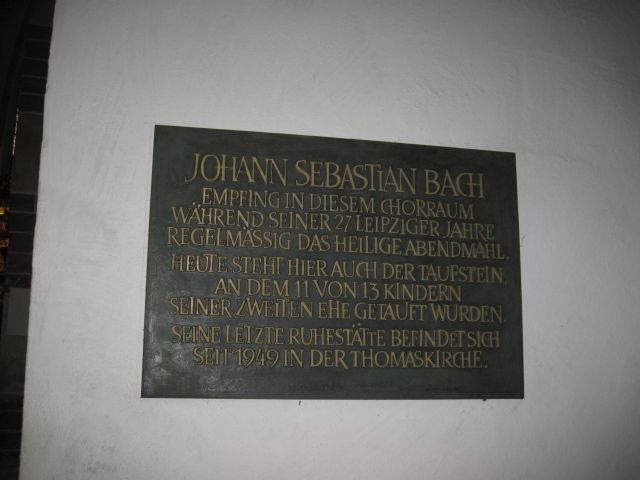 JOHANN SEBASTIAN BACH
EMPFING IN DIESEM CHORRAUM
WÄHREND SEINER 27 LEIPZIGER JAHRE
REGELMÄSSIG DAS HEILIGE ABENDMAHL.
HEUTE STEHT HIER AUCH DER TAUFSTEIN,
AN DEM 11 VON 13 KINDERN
SEINER ZWEITEN EHE GETAUFT WURDEN.
SEINE LETZTE RUHESTÄTTE BEFINDET SICH
SEIT 1949 IN DER THOMASKIRCHE.